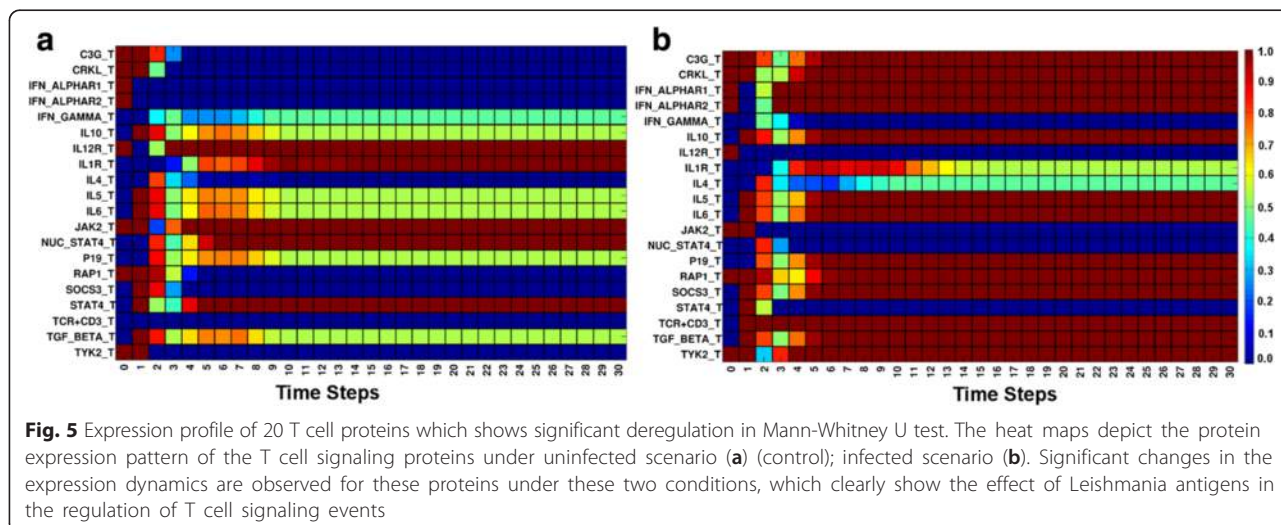 a
C3G_T
CRKL_T
IFN_ALPHAR1_T
IFN_ALPHAR2_T
IFN_GAMMA_T
IL10_T
IL12R_T
IL1R_T
IL4_T
IL5_T
IL6_T
JAK2_T
NUC_STAT4_T
P19_T
RAP1_T
SOCS3_T
STAT4_T
TCR+CD3_T
TGF_BETA_T
TYK2_T
0 1 2 3 4 5 6 7 8 9 10 11 12 13 14 15 16 17 18 19 20 21 22 23 24 25 26 27 28 29 30
Time Steps
b
C3G_T
CRKL_T
IFN_ALPHAR1_T
IFN_ALPHAR2_T
IFN_GAMMA_T
IL10_T
IL12R_T
IL1R_T
IL4_T
IL5_T
IL6_T
JAK2_T
NUC_STAT4_T
P19_T
RAP1_T
SOCS3_T
STAT4_T
TCR+CD3_T
TGF_BETA_T
TYK2_T
0 1 2 3 4 5 6 7 8 9 10 11 12 13 14 15 16 17 18 19 20 21 22 23 24 25 26 27 28 29 30
Time Steps
1.0
0.9
0.8
0.7
0.6
0.5
0.4
0.3
0.2
0.1
0.0
Fig. 5 Expression profile of 20 T cell proteins which shows significant deregulation in Mann-Whitney U test. The heat maps depict the protein
expression pattern of the T cell signaling proteins under uninfected scenario (a) (control); infected scenario (b). Significant changes in the
expression dynamics are observed for these proteins under these two conditions, which clearly show the effect of Leishmania antigens in
the regulation of T cell signaling events